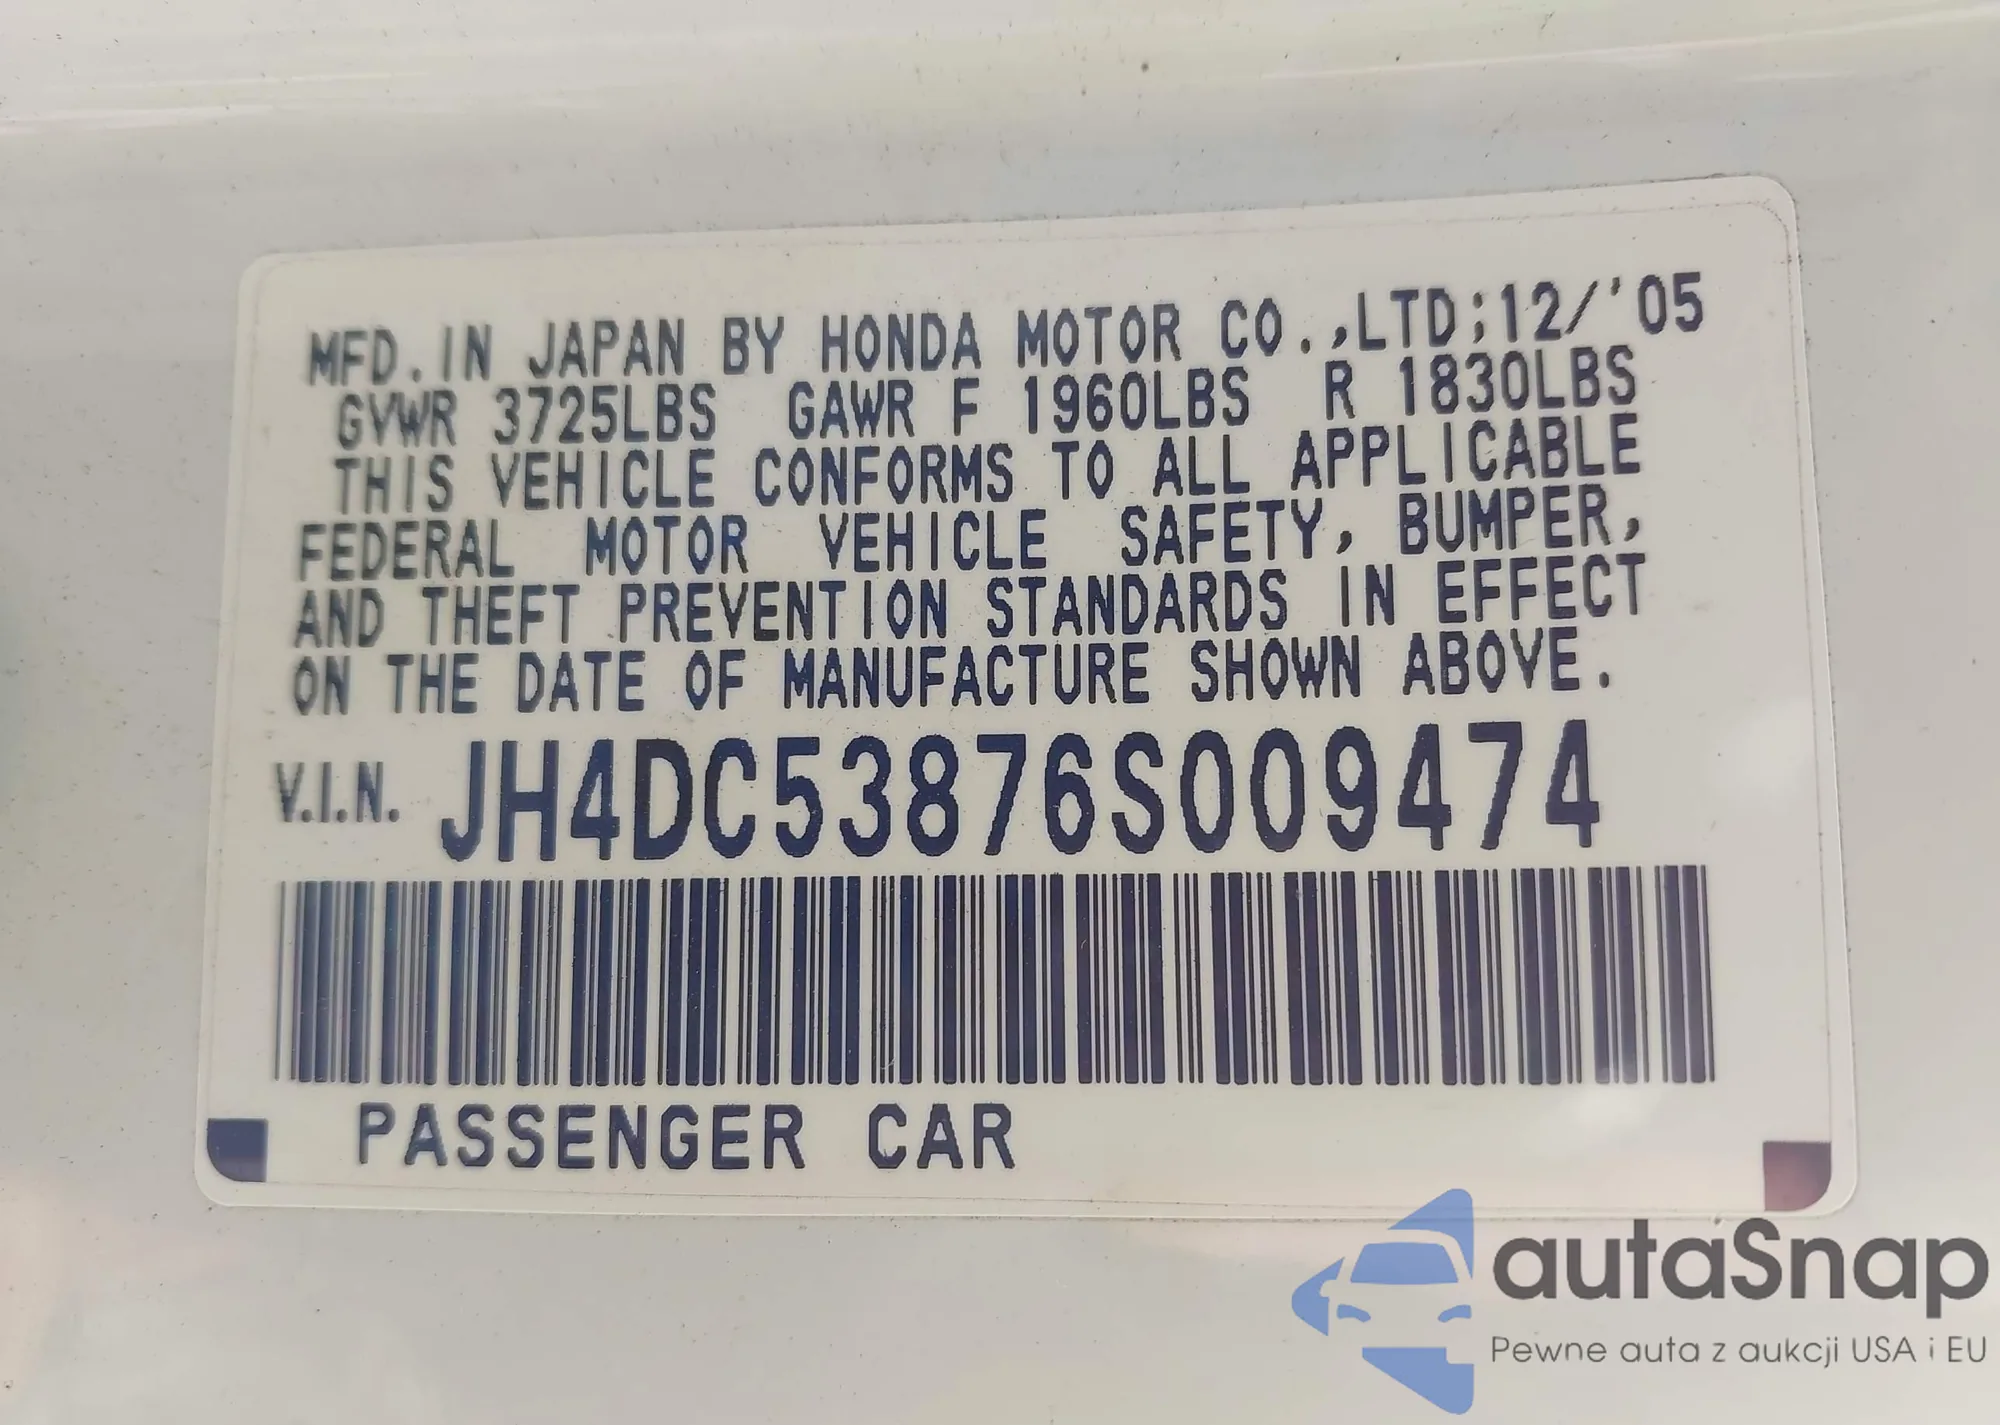 MFD.IN JAPAN BY HONDA MOTOR CO.,LTD;12/'05
GVWR 3725LBS GAWR F 1960LBS R 1830LBS
THIS VEHICLE CONFORMS TO ALL APPLICABLE
FEDERAL MOTOR VEHICLE SAFETY, BUMPER,
AND THEFT PREVENTION STANDARDS IN EFFECT
ON THE DATE OF MANUFACTURE SHOWN ABOVE.
V.I.N. JH4DC53876S009474
PASSENGER CAR
autaSnap
Pewne auta z aukcji USA i EU